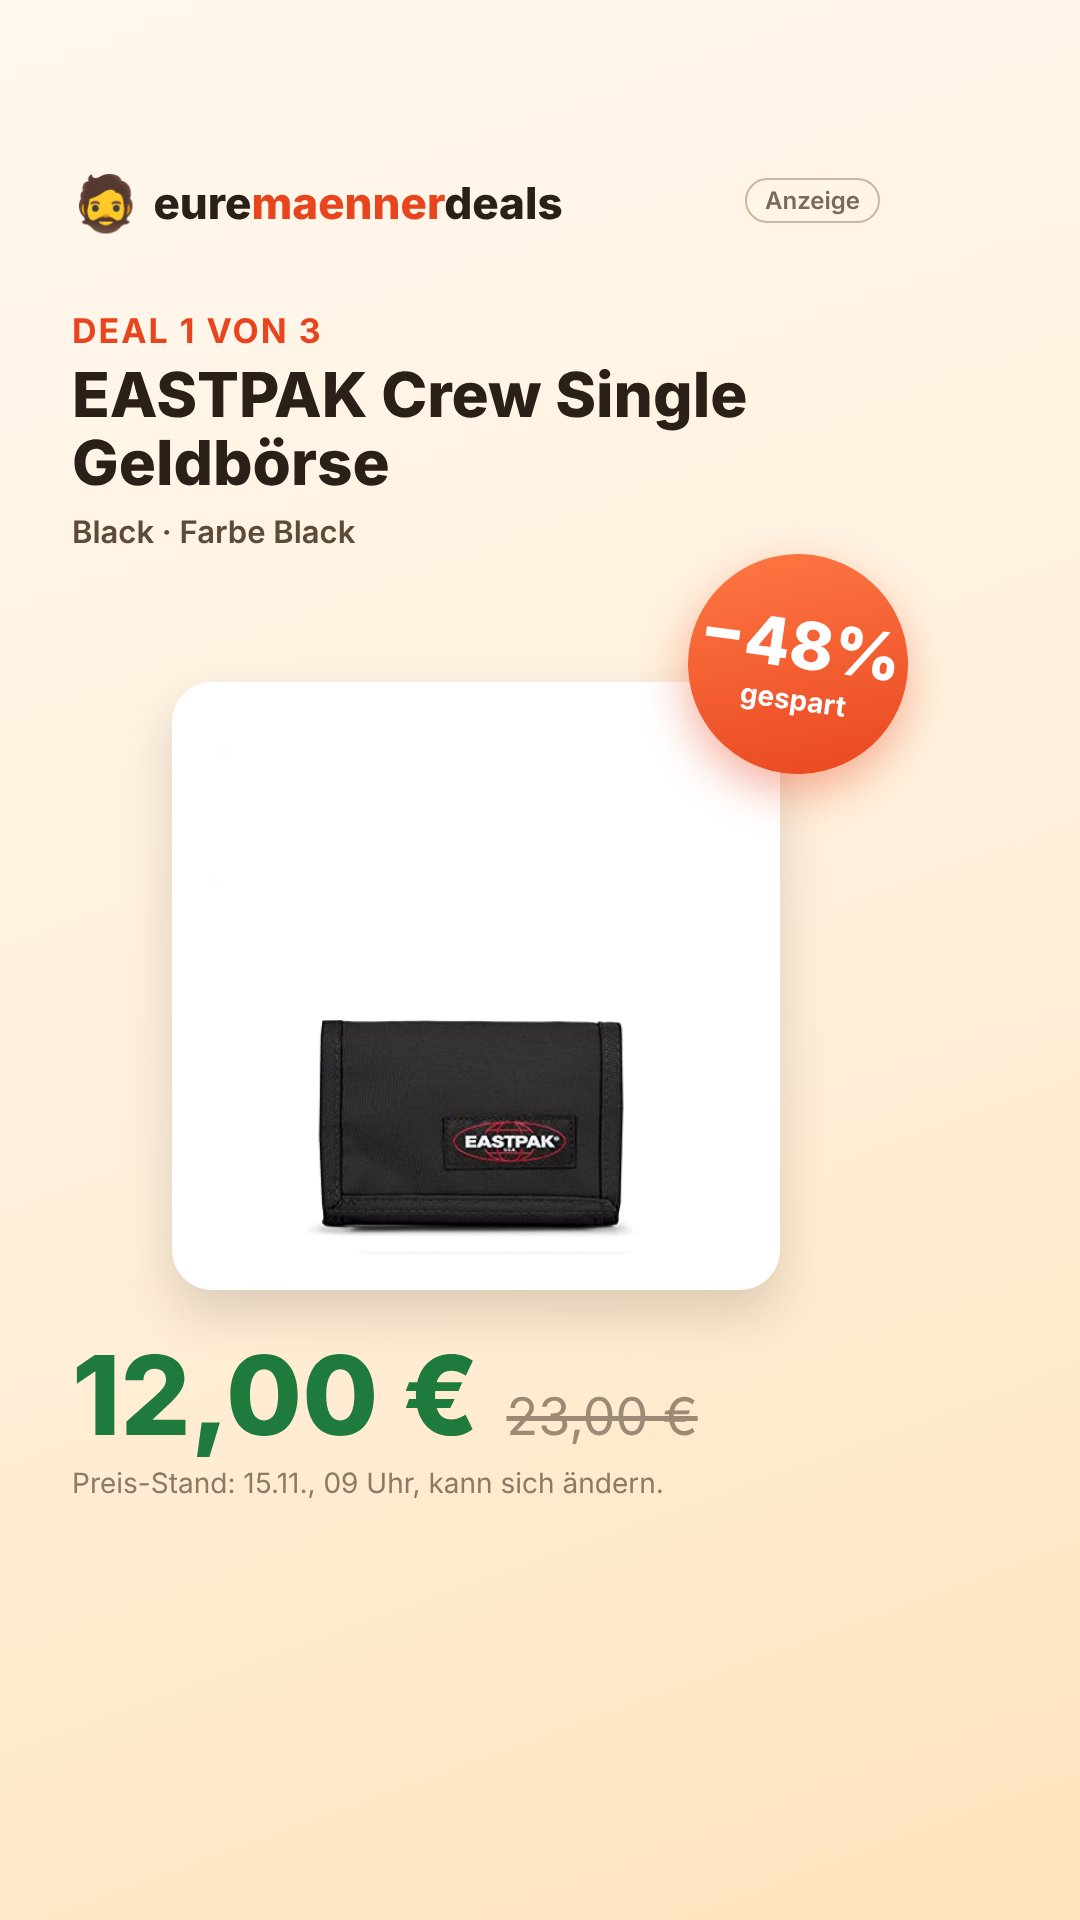 euremaennerdeals
Anzeige
DEAL 1 VON 3
EASTPAK Crew Single
Geldbörse
Black · Farbe Black
−48%
gespart
EASTPAK®
U.S.A.
12,00 € 23,00 €
Preis-Stand: 15.11., 09 Uhr, kann sich ändern.